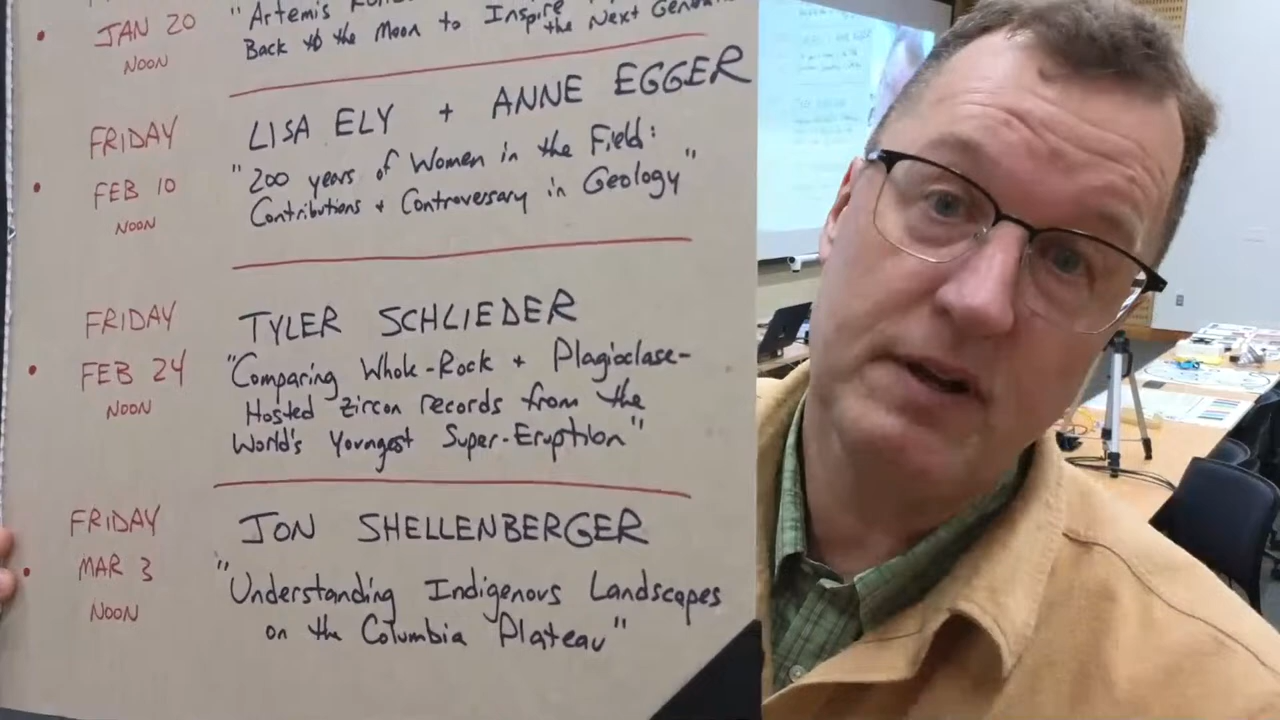 JAN 20
NOON
"Artemis
Back to the Moon to Inspire
the Next
FRIDAY
FEB 10
NOON
LISA ELY + ANNE EGGER
"200 years of Women in the Field:
Contributions + Controversary in Geology"
FRIDAY
FEB 24
NOON
TYLER SCHLIEDER
"Comparing Whole-Rock + Plagioclase-
Hosted zircon records from the
World's Youngest Super-Eruption"
FRIDAY
MAR 3
NOON
JON SHELLENBERGER
"Understanding Indigenous Landscapes
on the Columbia Plateau"